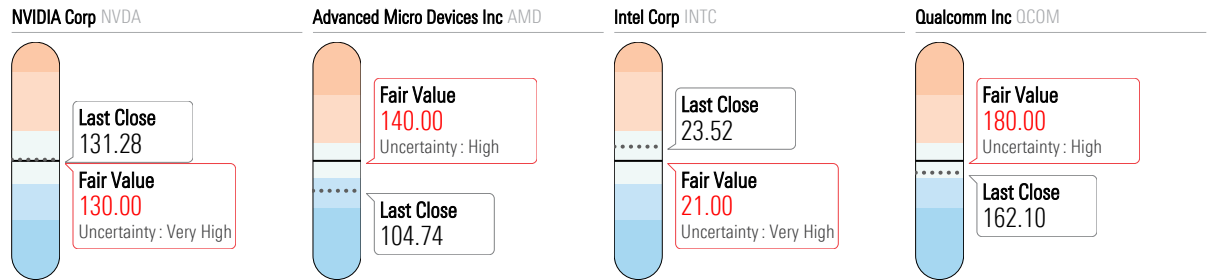 NVIDIA Corp NVDA
Last Close
131.28
Fair Value
130.00
Uncertainty : Very High
Advanced Micro Devices Inc AMD
Fair Value
140.00
Uncertainty : High
Last Close
104.74
Intel Corp INTC
Last Close
23.52
Fair Value
21.00
Uncertainty : Very High
Qualcomm Inc QCOM
Fair Value
180.00
Uncertainty : High
Last Close
162.10